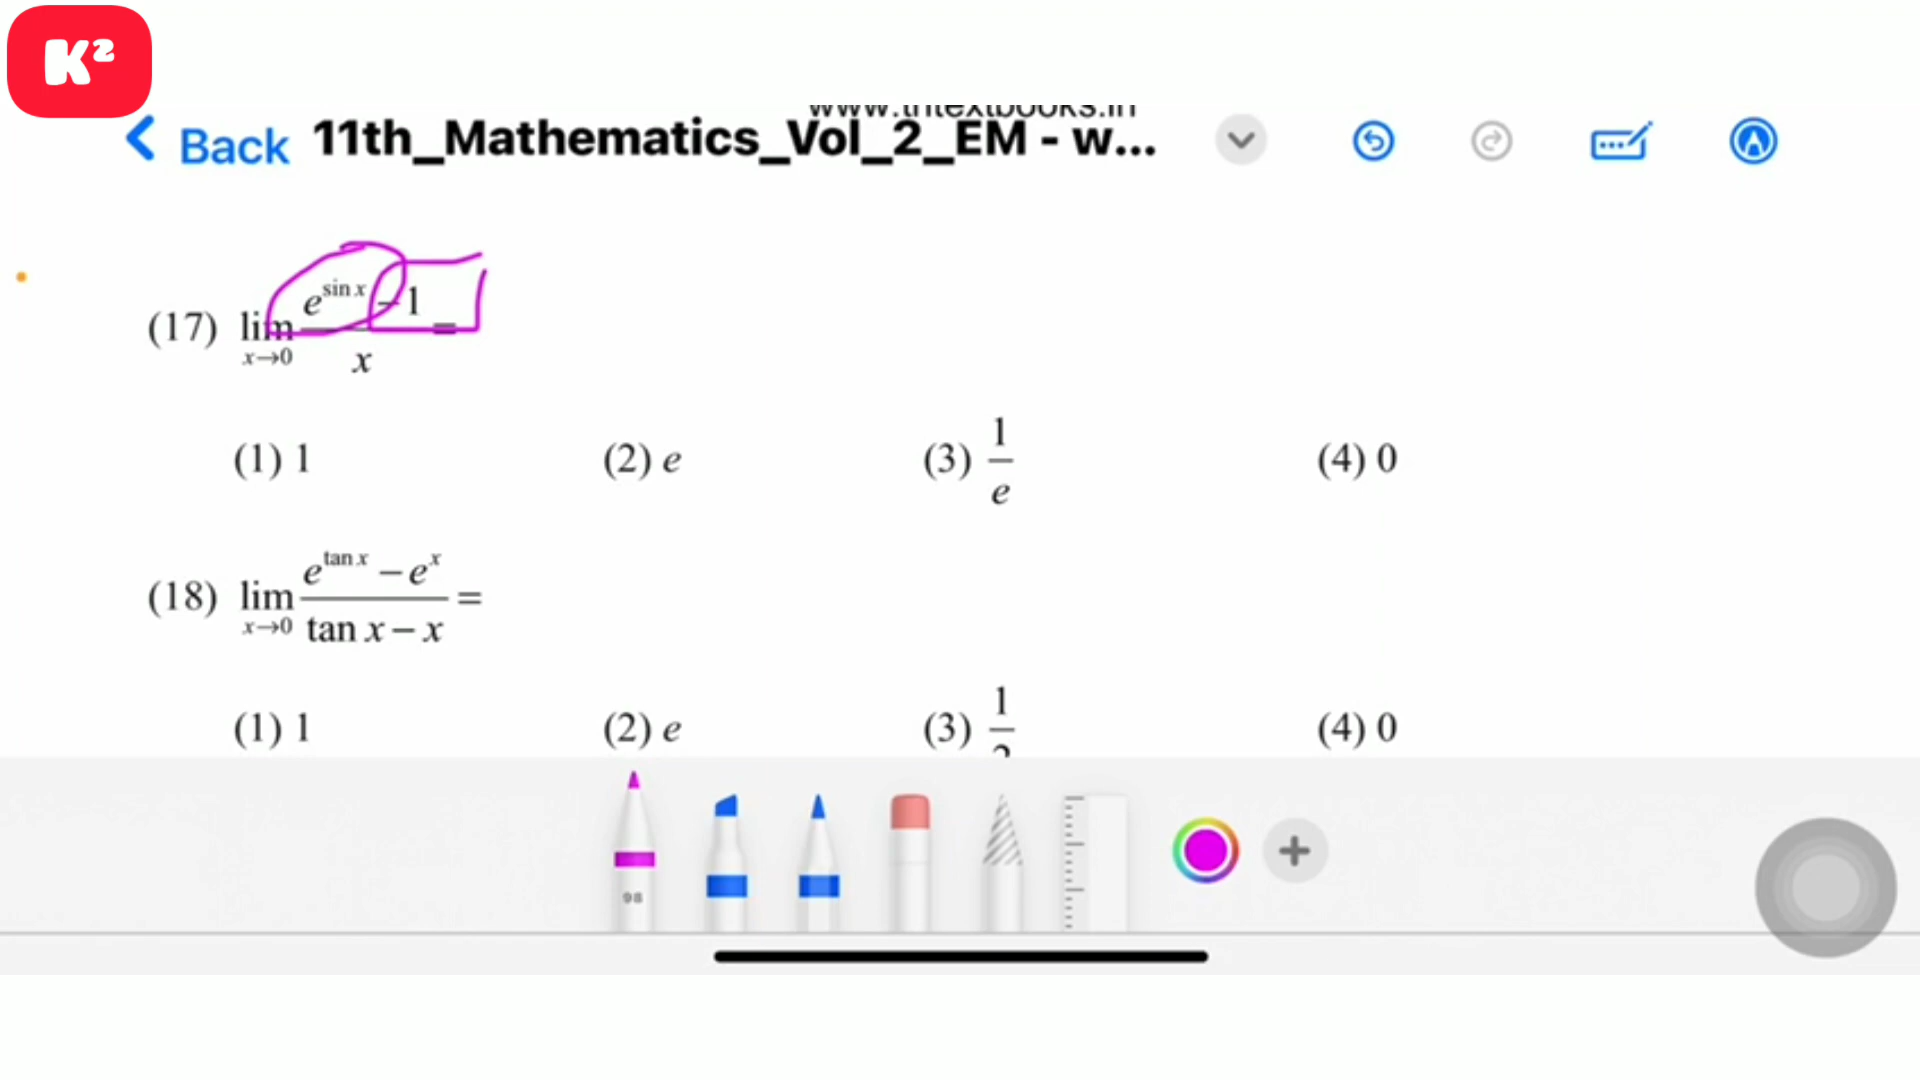 K²
www.tntextbooks.in
Back 11th_Mathematics_Vol_2_EM - w...
(17) lim x→0 (e^(sin x) − 1) / x =
(1) 1 (2) e (3) 1/e (4) 0
(18) lim x→0 (e^(tan x) − e^x) / (tan x − x) =
(1) 1 (2) e (3) 1/2 (4) 0
98